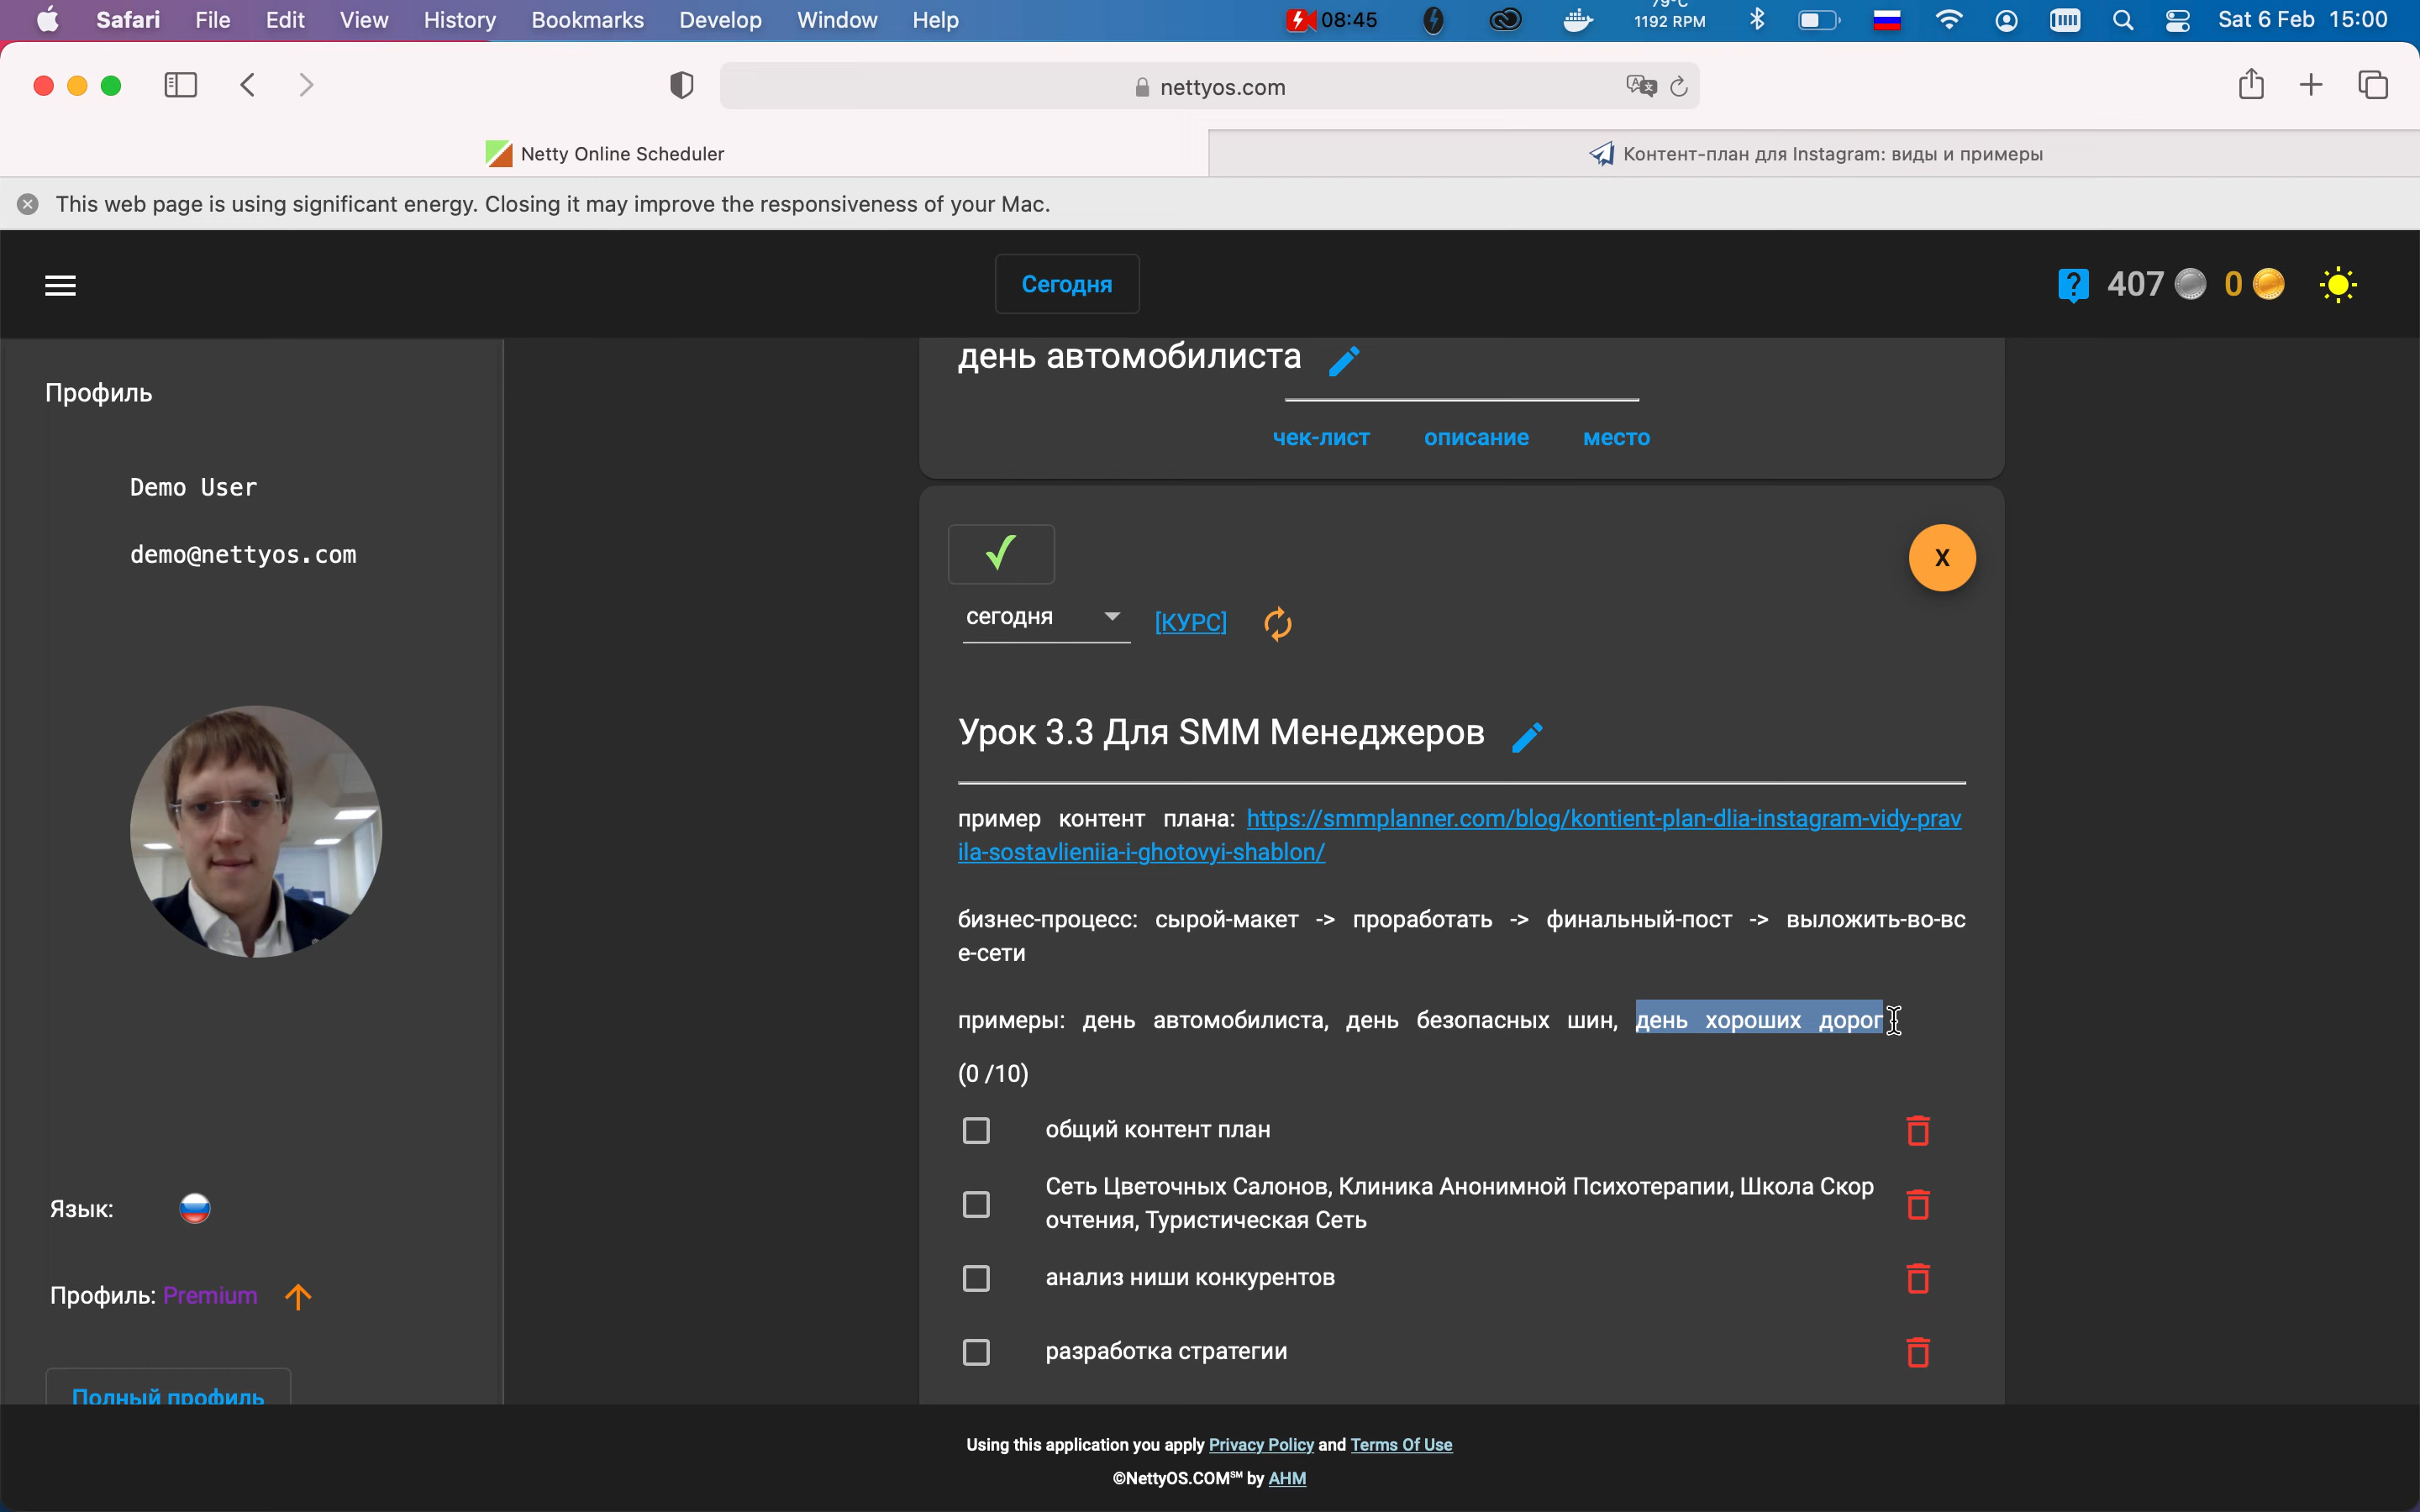 Safari File Edit View History Bookmarks Develop Window Help 08:45 79°C 1192 RPM Sat 6 Feb 15:00
nettyos.com
Netty Online Scheduler
Контент-план для Instagram: виды и примеры
This web page is using significant energy. Closing it may improve the responsiveness of your Mac.
Сегодня
? 407 0
Профиль
Demo User
demo@nettyos.com
Язык:
Профиль: Premium
Полный профиль
день автомобилиста
чек-лист описание место
X
сегодня [КУРС]
Урок 3.3 Для SMM Менеджеров
пример контент плана: https://smmplanner.com/blog/kontient-plan-dlia-instagram-vidy-prav
ila-sostavlieniia-i-ghotovyi-shablon/
бизнес-процесс: сырой-макет -> проработать -> финальный-пост -> выложить-во-вс
е-сети
примеры: день автомобилиста, день безопасных шин, день хороших дорог
(0 /10)
общий контент план
Сеть Цветочных Салонов, Клиника Анонимной Психотерапии, Школа Скор
очтения, Туристическая Сеть
анализ ниши конкурентов
разработка стратегии
Using this application you apply Privacy Policy and Terms Of Use
©NettyOS.COM℠ by AHM